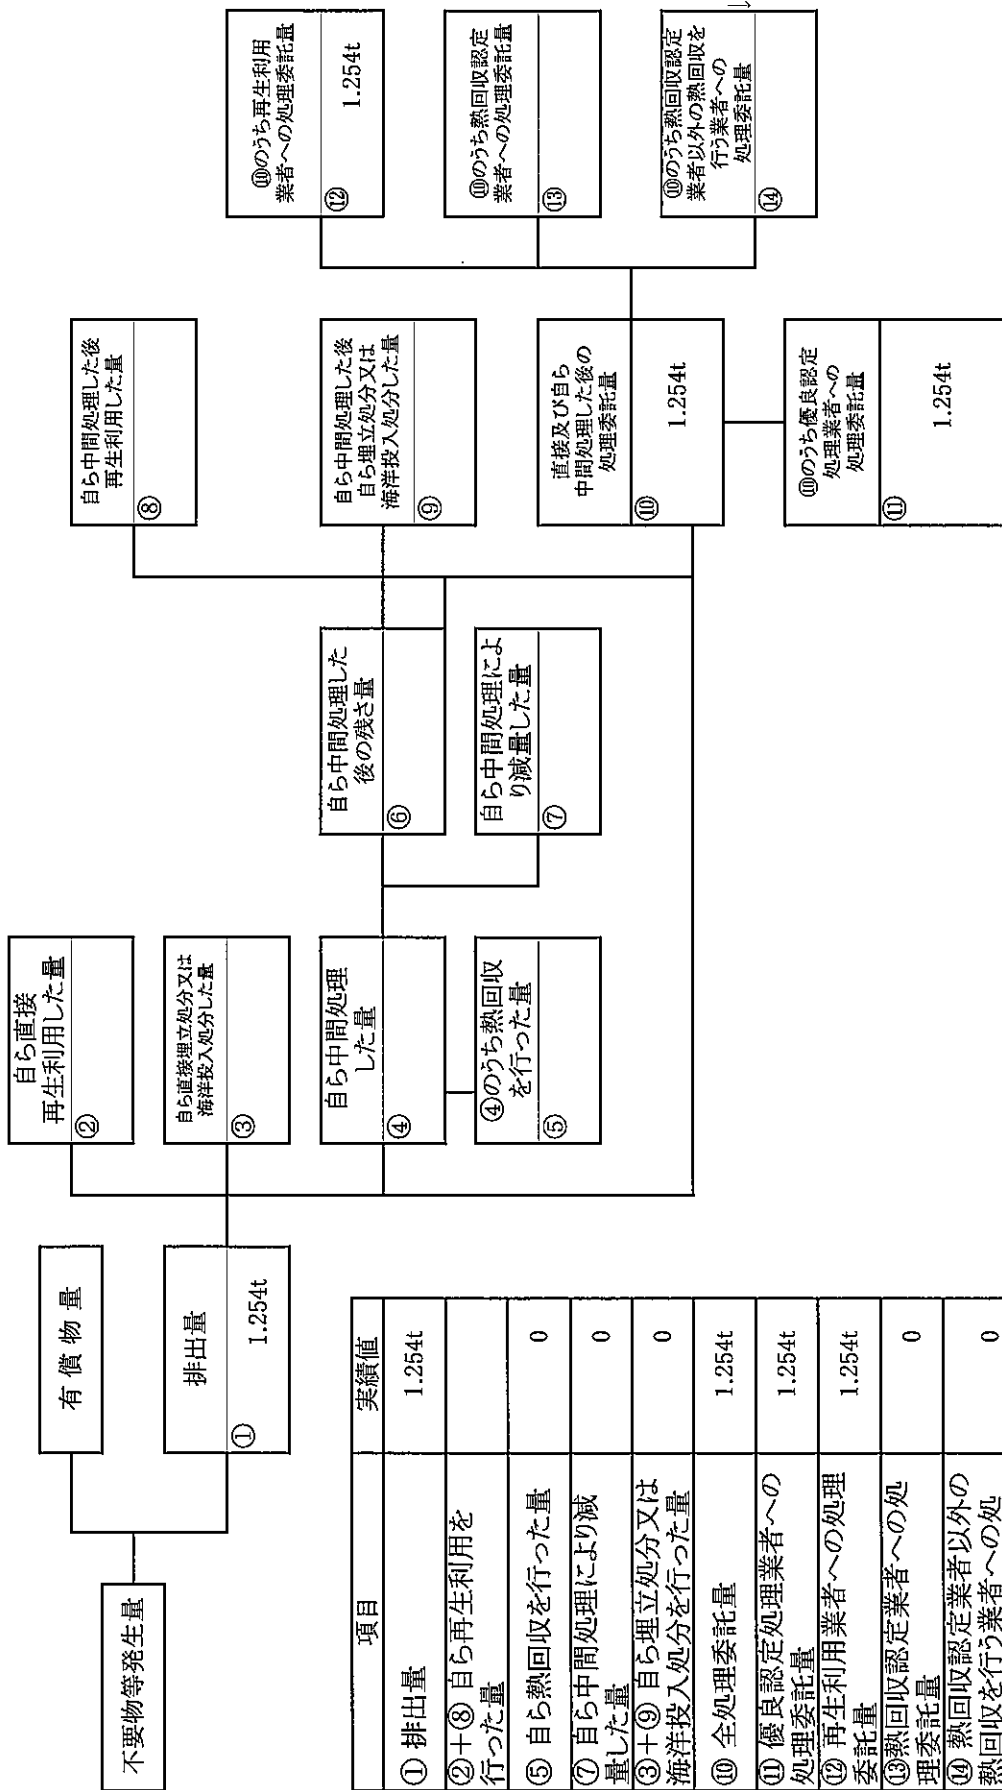 不要物等発生量
有償物量
排出量
①
1.254t
自ら直接
再生利用した量
②
自ら直接埋立処分又は
海洋投入処分した量
③
自ら中間処理
した量
④
④のうち熱回収
を行った量
⑤
自ら中間処理した
後の残さ量
⑥
自ら中間処理によ
り減量した量
⑦
自ら中間処理した後
再生利用した量
⑧
自ら中間処理した後
自ら埋立処分又は
海洋投入処分した量
⑨
直接及び自ら
中間処理した後の
処理委託量
⑩
1.254t
⑩のうち優良認定
処理業者への
処理委託量
⑪
1.254t
⑩のうち再生利用
業者への処理委託量
⑫
1.254t
⑩のうち熱回収認定
業者への処理委託量
⑬
⑩のうち熱回収認定
業者以外の熱回収を
行う業者への
処理委託量
⑭
項目 実績値
① 排出量 1.254t
②+⑧ 自ら再生利用を
行った量
⑤ 自ら熱回収を行った量 0
⑦ 自ら中間処理により減
量した量 0
③+⑨ 自ら埋立処分又は
海洋投入処分を行った量 0
⑩ 全処理委託量 1.254t
⑪ 優良認定処理業者への
処理委託量 1.254t
⑫ 再生利用業者への処理
委託量 1.254t
⑬熱回収認定業者への処
理委託量 0
⑭ 熱回収認定業者以外の
熱回収を行う業者への処 0